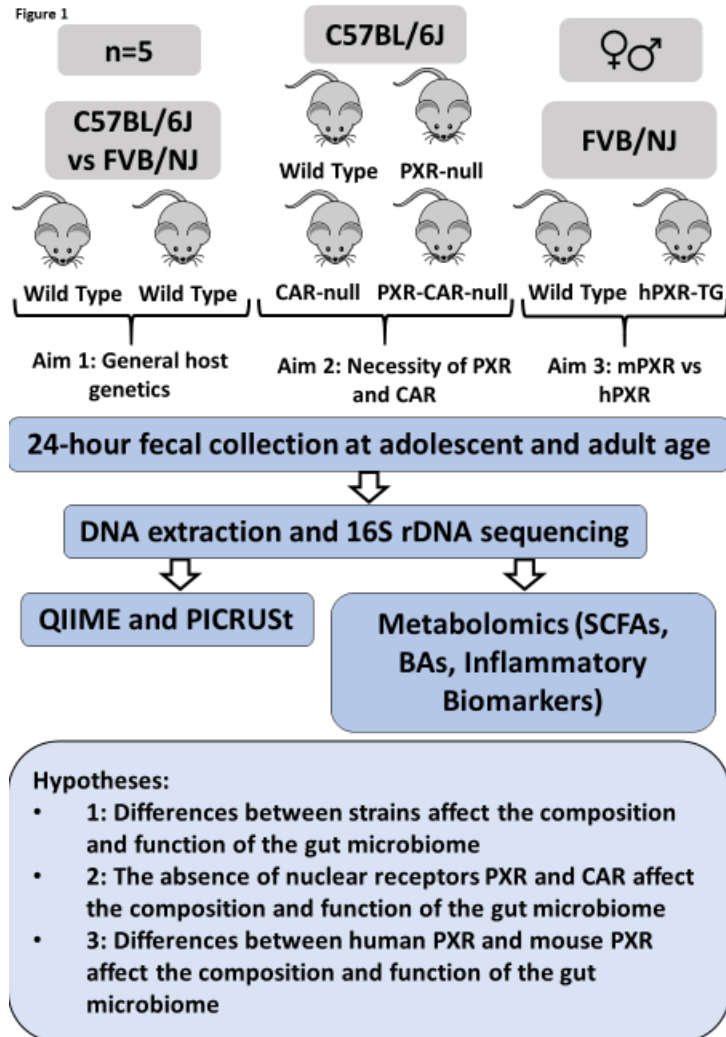 Figure 1
n=5
C57BL/6J
vs FVB/NJ
Wild Type
Wild Type
Aim 1: General host
genetics
C57BL/6J
Wild Type
PXR-null
CAR-null
PXR-CAR-null
Aim 2: Necessity of PXR
and CAR
♀♂
FVB/NJ
Wild Type
hPXR-TG
Aim 3: mPXR vs
hPXR
24-hour fecal collection at adolescent and adult age
DNA extraction and 16S rDNA sequencing
QIIME and PICRUSt
Metabolomics (SCFAs,
BAs, Inflammatory
Biomarkers)
Hypotheses:
• 1: Differences between strains affect the composition
and function of the gut microbiome
• 2: The absence of nuclear receptors PXR and CAR affect
the composition and function of the gut microbiome
• 3: Differences between human PXR and mouse PXR
affect the composition and function of the gut
microbiome